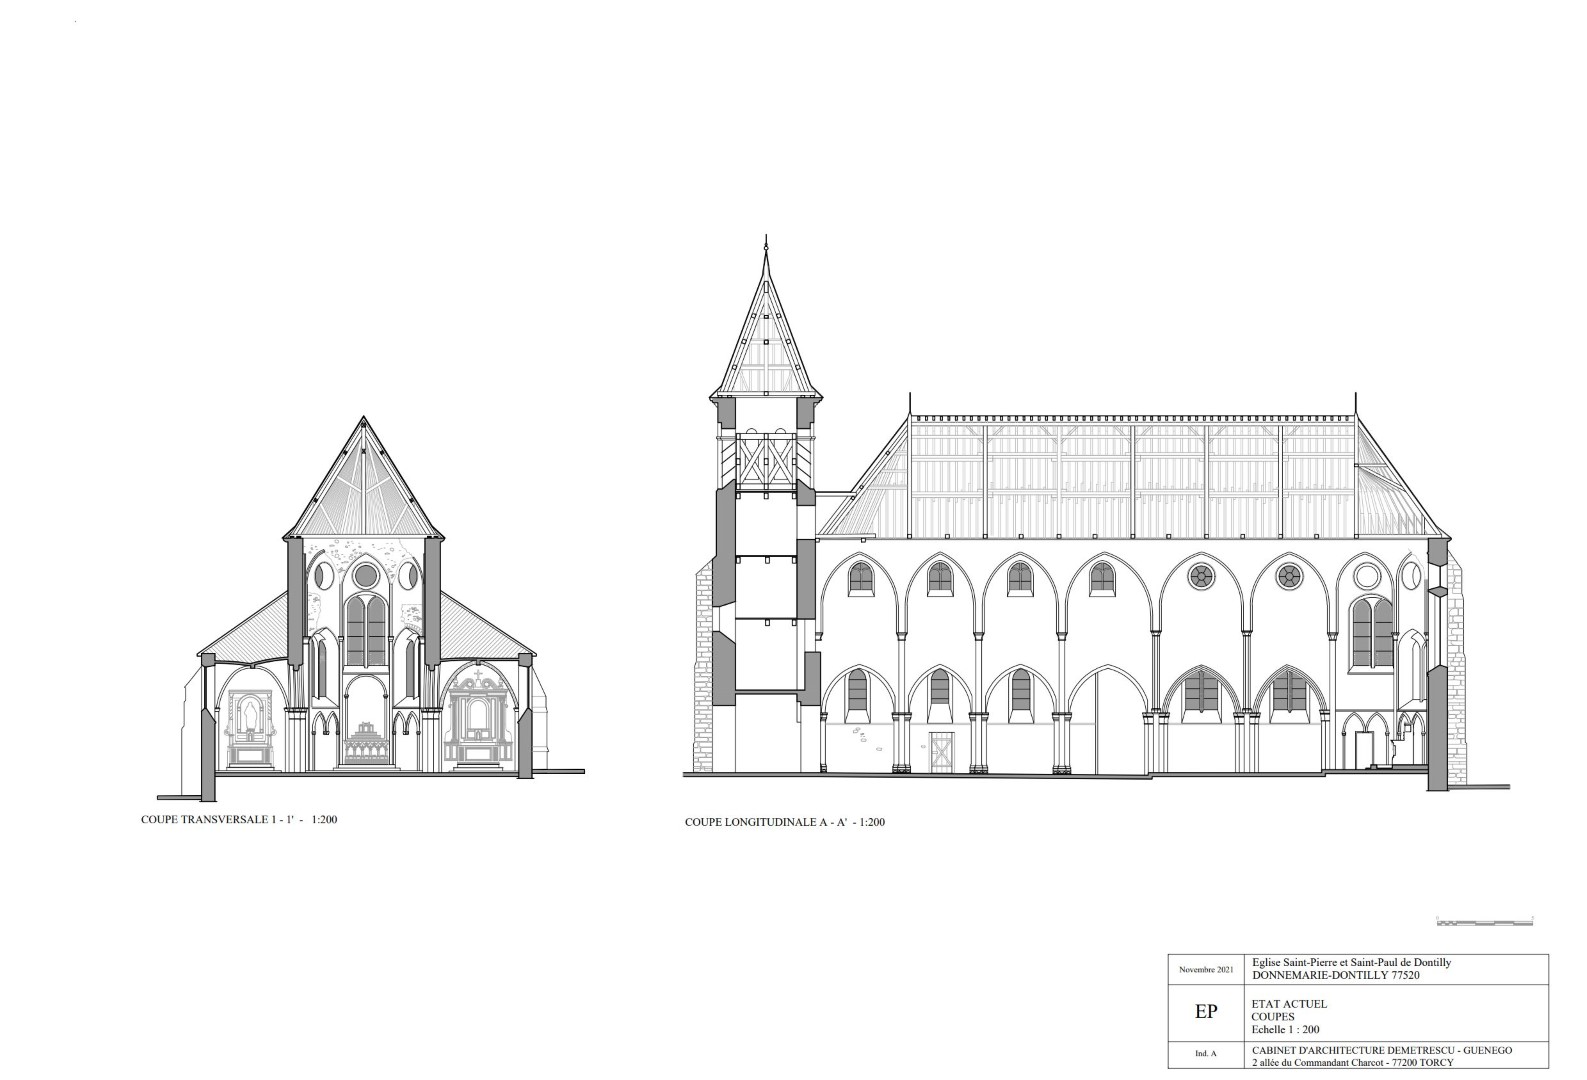 COUPE TRANSVERSALE 1 - 1' - 1:200
COUPE LONGITUDINALE A - A' - 1:200
Novembre 2021
Eglise Saint-Pierre et Saint-Paul de Dontilly
DONNEMARIE-DONTILLY 77520
EP
ETAT ACTUEL
COUPES
Echelle 1 : 200
Ind. A
CABINET D'ARCHITECTURE DEMETRESCU - GUENEGO
2 allée du Commandant Charcot - 77200 TORCY